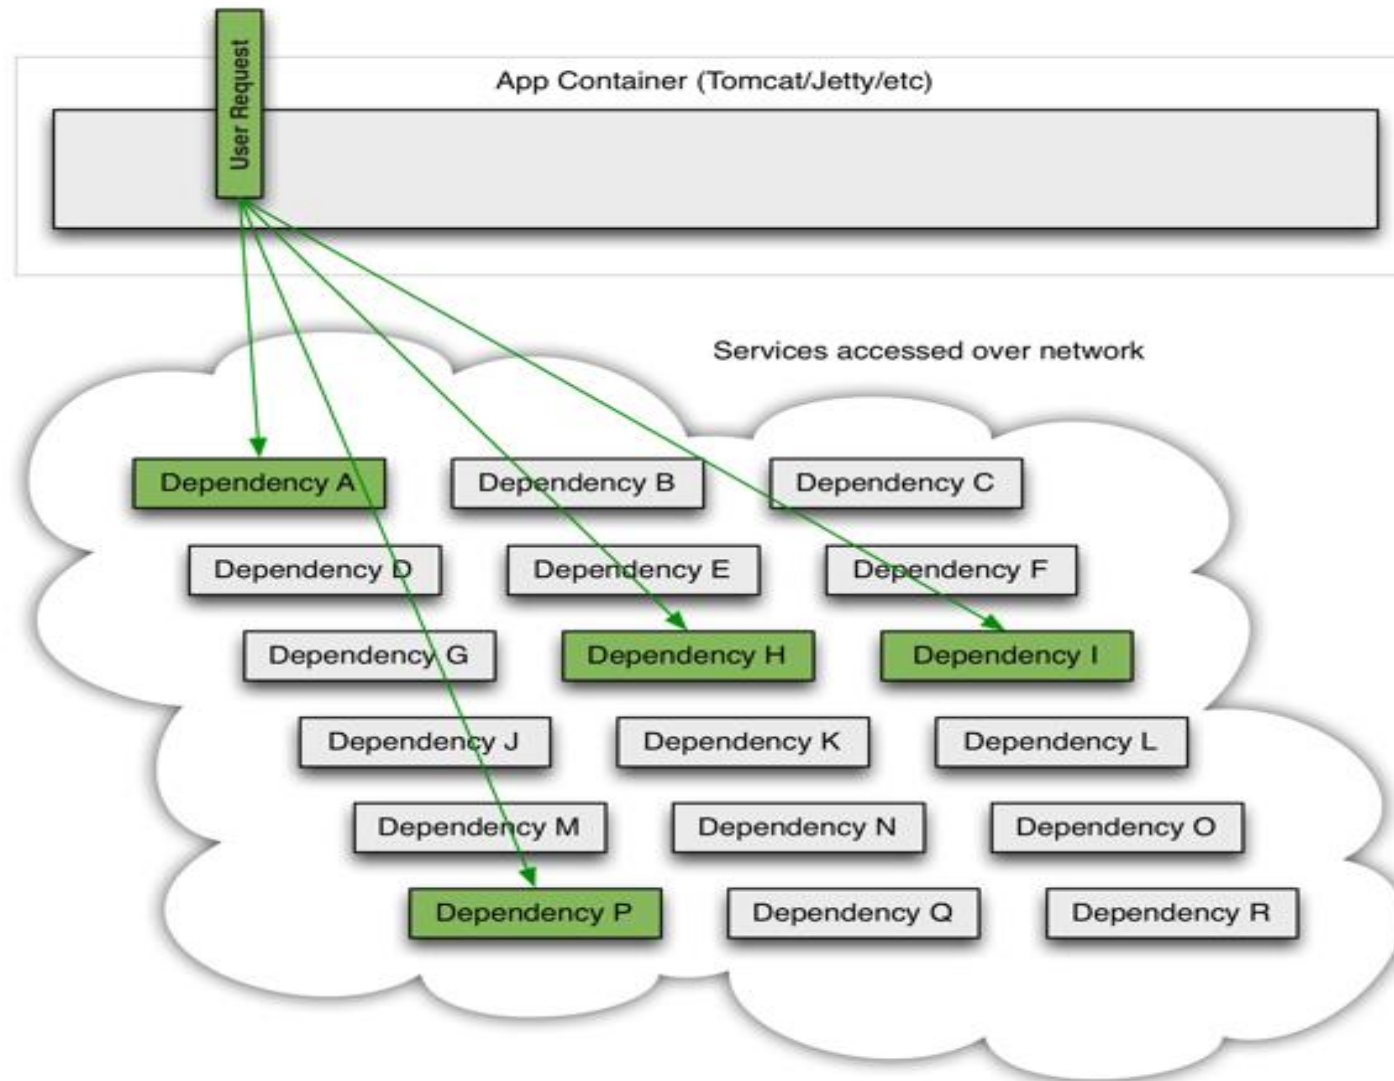 User Request
App Container (Tomcat/Jetty/etc)
Services accessed over network
Dependency A
Dependency B
Dependency C
Dependency D
Dependency E
Dependency F
Dependency G
Dependency H
Dependency I
Dependency J
Dependency K
Dependency L
Dependency M
Dependency N
Dependency O
Dependency P
Dependency Q
Dependency R